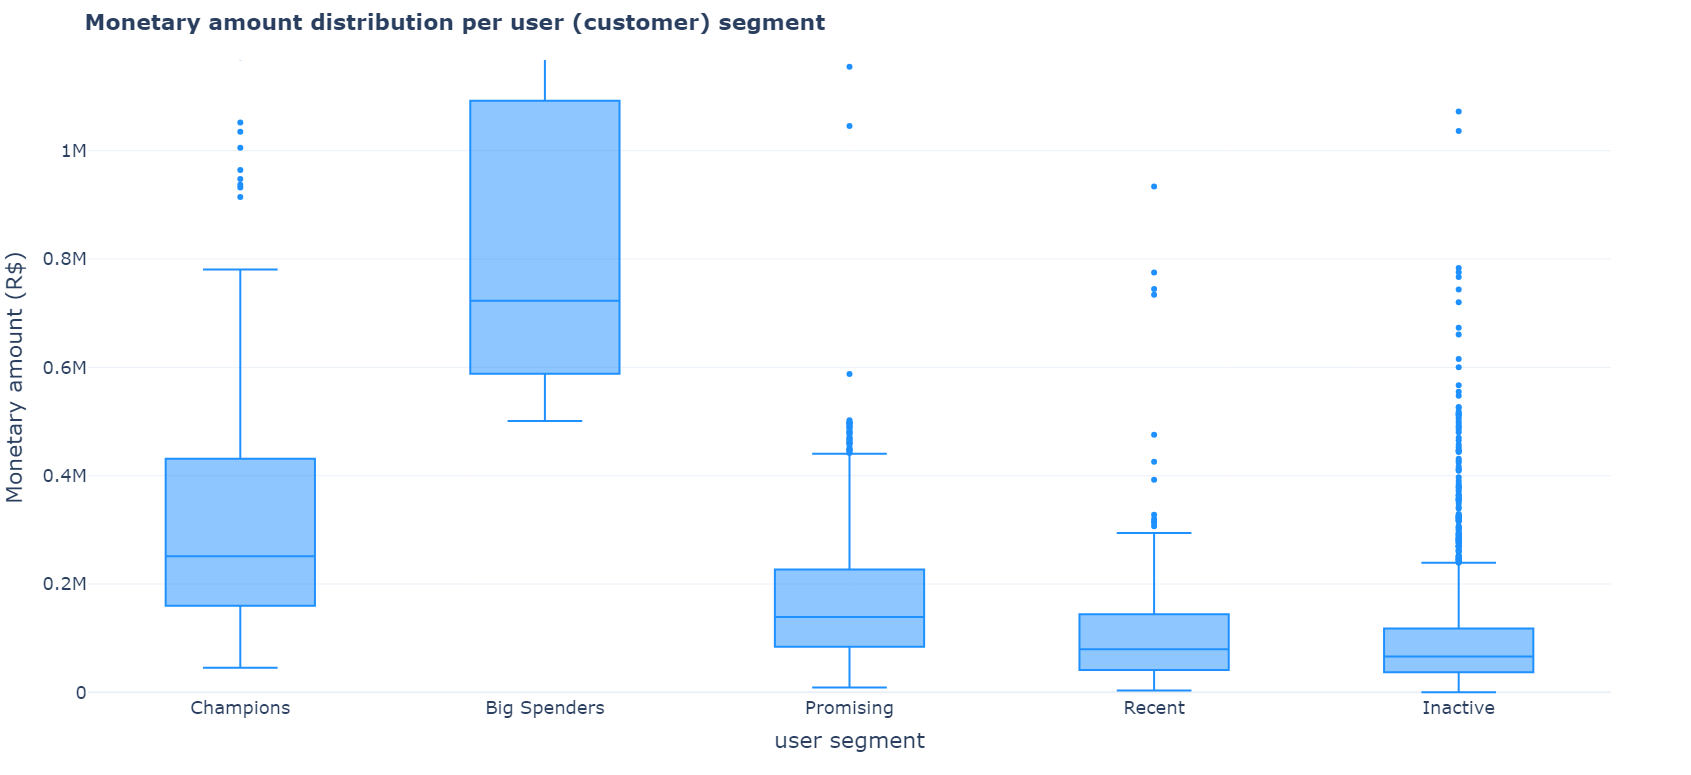 Monetary amount distribution per user (customer) segment
Monetary amount (R$)
1M
0.8M
0.6M
0.4M
0.2M
0
Champions
Big Spenders
Promising
Recent
Inactive
user segment